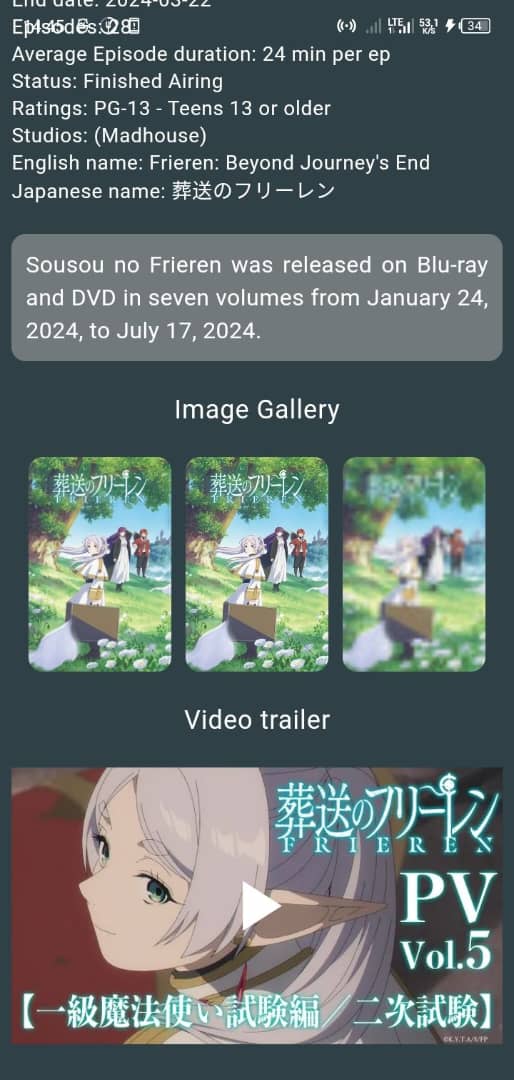 End date: 2024-03-22
Episodes: 28
14:45
LTE
53,1
K/S
34
Average Episode duration: 24 min per ep
Status: Finished Airing
Ratings: PG-13 - Teens 13 or older
Studios: (Madhouse)
English name: Frieren: Beyond Journey's End
Japanese name: 葬送のフリーレン
Sousou no Frieren was released on Blu-ray
and DVD in seven volumes from January 24,
2024, to July 17, 2024.
Image Gallery
葬送のフリーレン
FRIEREN
葬送のフリーレン
FRIEREN
葬送のフリーレン
Video trailer
葬送のフリーレン
FRIEREN
PV
Vol.5
【一級魔法使い試験編／二次試験】